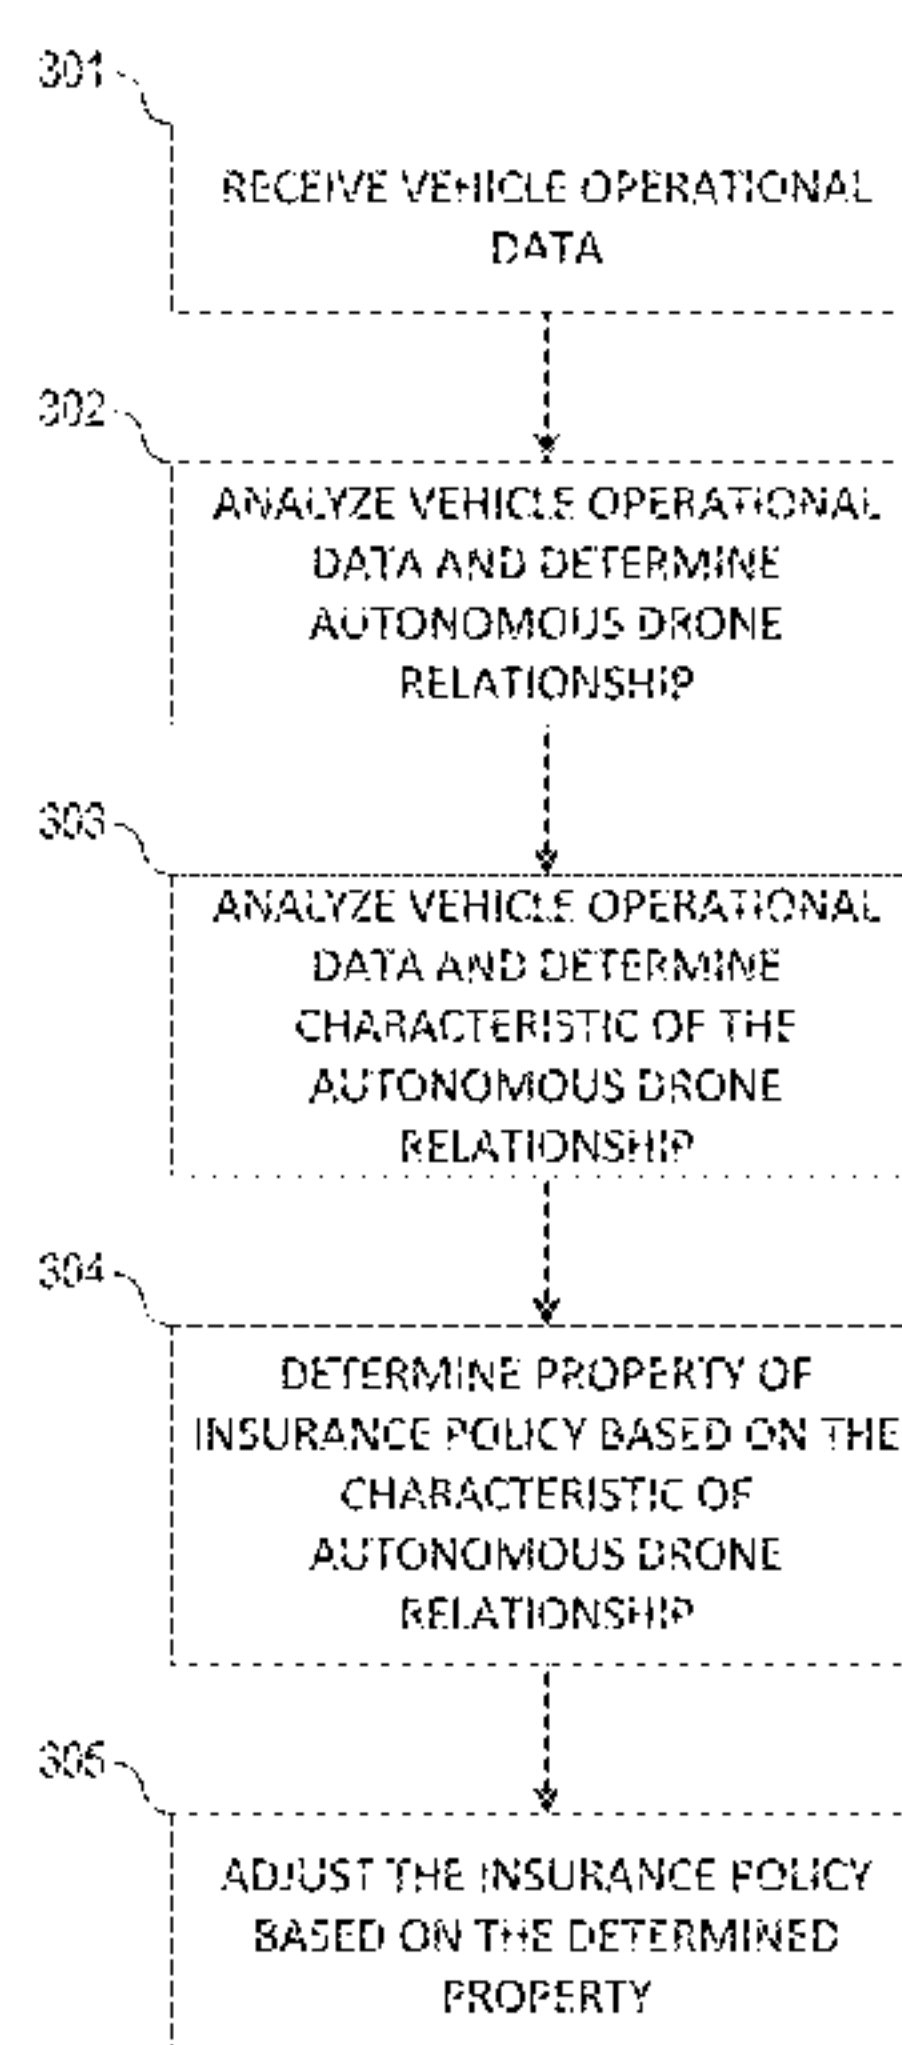 301
RECEIVE VEHICLE OPERATIONAL
DATA
302
ANALYZE VEHICLE OPERATIONAL
DATA AND DETERMINE
AUTONOMOUS DRONE
RELATIONSHIP
303
ANALYZE VEHICLE OPERATIONAL
DATA AND DETERMINE
CHARACTERISTIC OF THE
AUTONOMOUS DRONE
RELATIONSHIP
304
DETERMINE PROPERTY OF
INSURANCE POLICY BASED ON THE
CHARACTERISTIC OF
AUTONOMOUS DRONE
RELATIONSHIP
305
ADJUST THE INSURANCE POLICY
BASED ON THE DETERMINED
PROPERTY